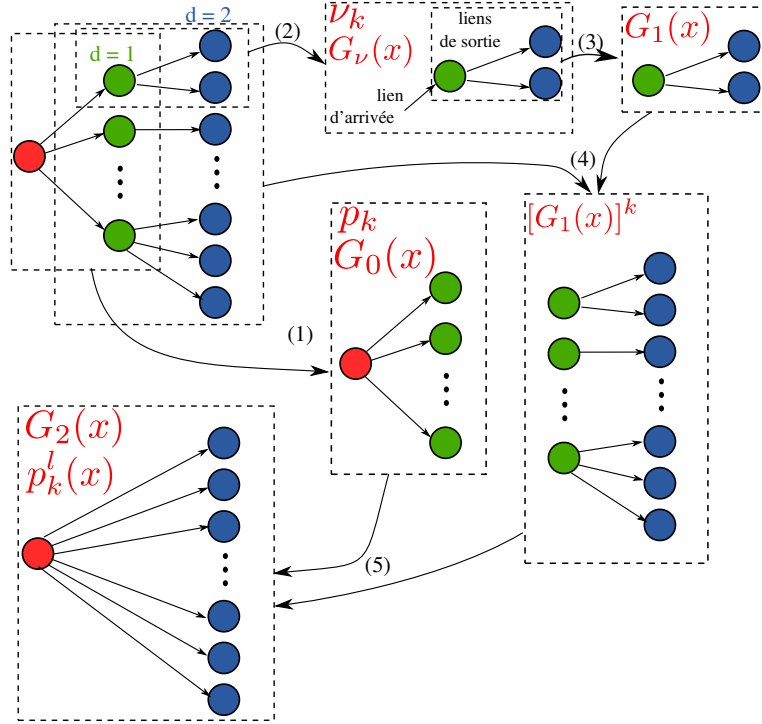 d = 2
d = 1
(2)
ν_k
G_ν(x)
liens
de sortie
lien
d'arrivée
(3)
G_1(x)
(4)
[G_1(x)]^k
p_k
G_0(x)
(1)
G_2(x)
p_k^l(x)
(5)